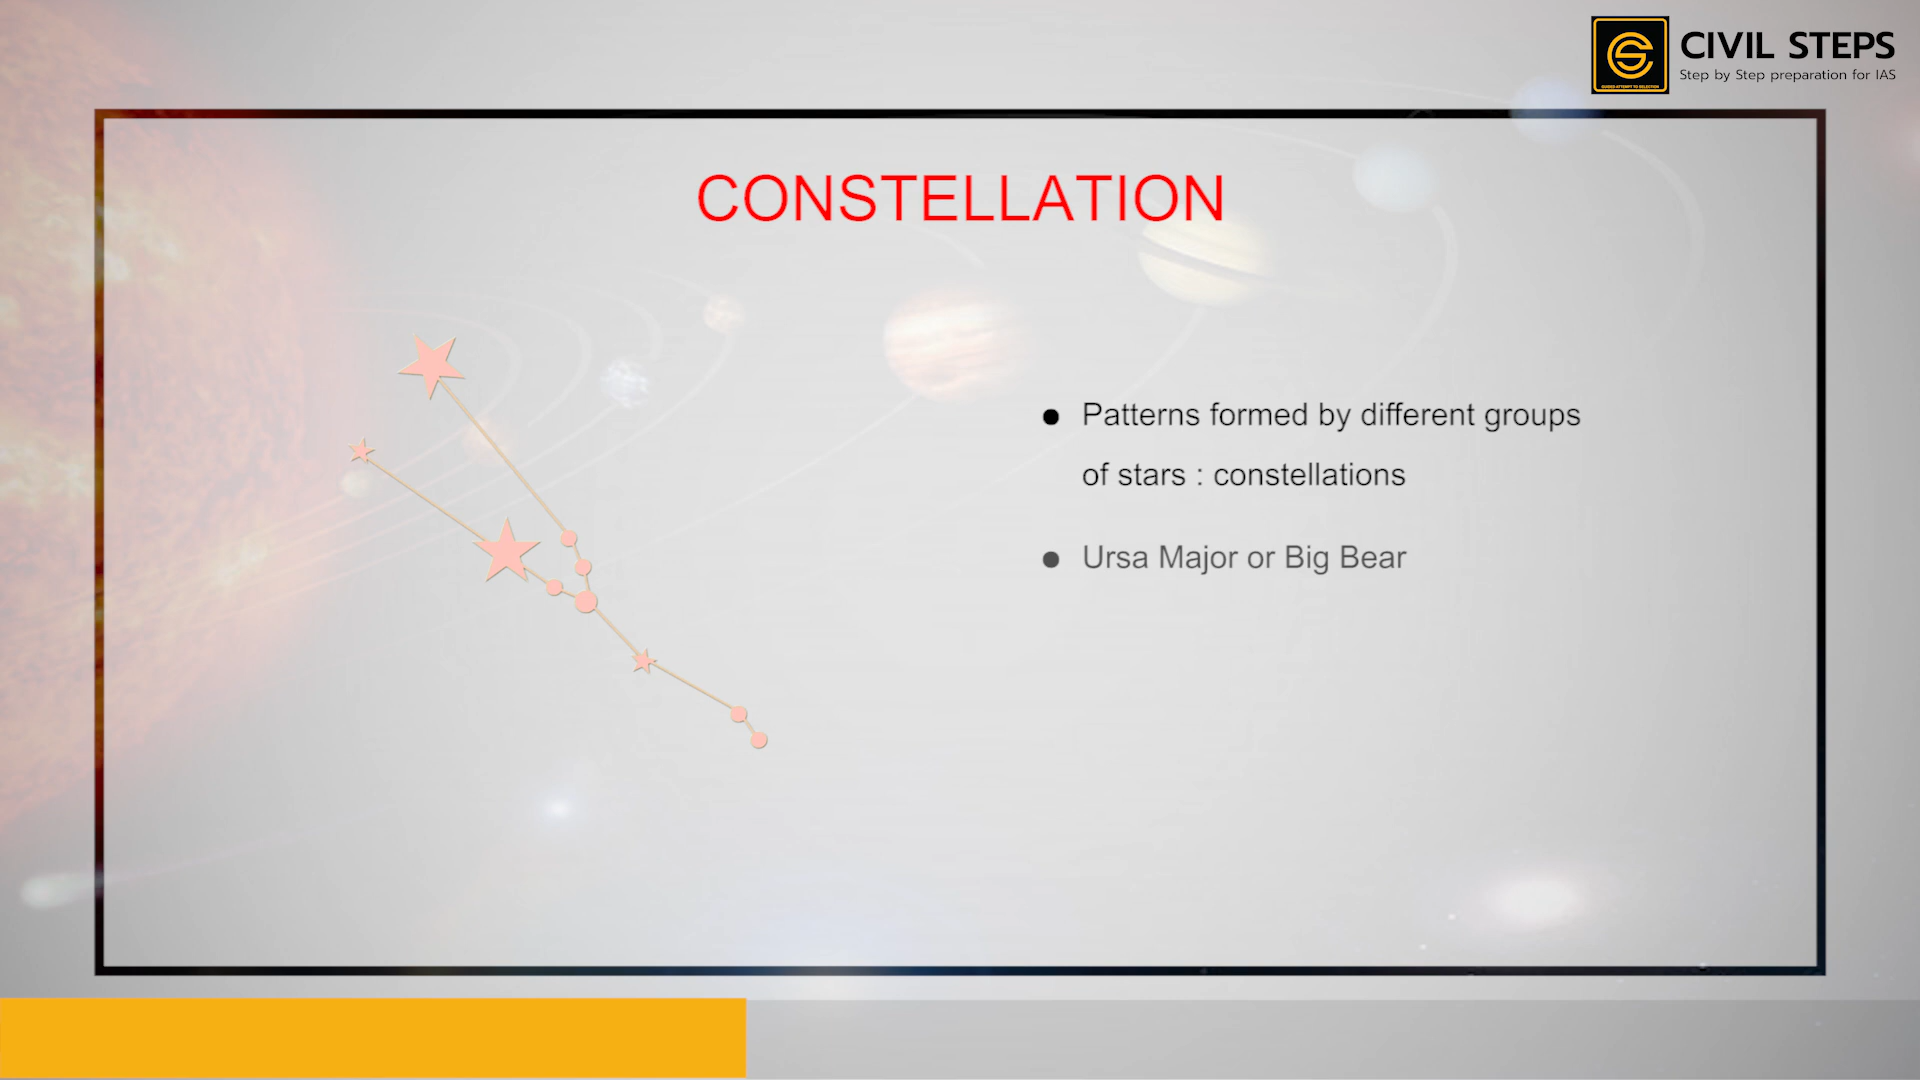 CIVIL STEPS
Step by Step preparation for IAS
CONSTELLATION
● Patterns formed by different groups
of stars : constellations
● Ursa Major or Big Bear